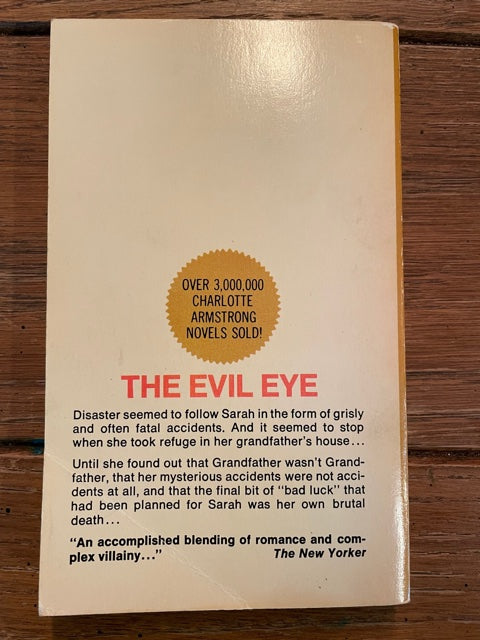 OVER 3,000,000
CHARLOTTE
ARMSTRONG
NOVELS SOLD!
THE EVIL EYE
Disaster seemed to follow Sarah in the form of grisly
and often fatal accidents. And it seemed to stop
when she took refuge in her grandfather's house...
Until she found out that Grandfather wasn't Grand-
father, that her mysterious accidents were not acci-
dents at all, and that the final bit of "bad luck" that
had been planned for Sarah was her own brutal
death...
"An accomplished blending of romance and com-
plex villainy..." The New Yorker